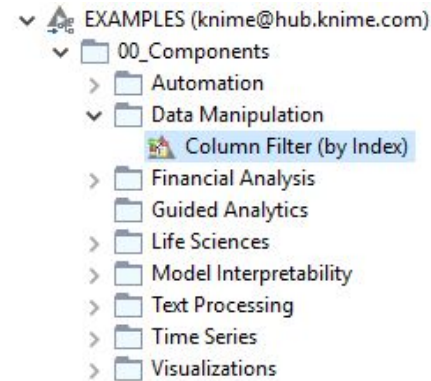 EXAMPLES (knime@hub.knime.com)
00_Components
Automation
Data Manipulation
Column Filter (by Index)
Financial Analysis
Guided Analytics
Life Sciences
Model Interpretability
Text Processing
Time Series
Visualizations